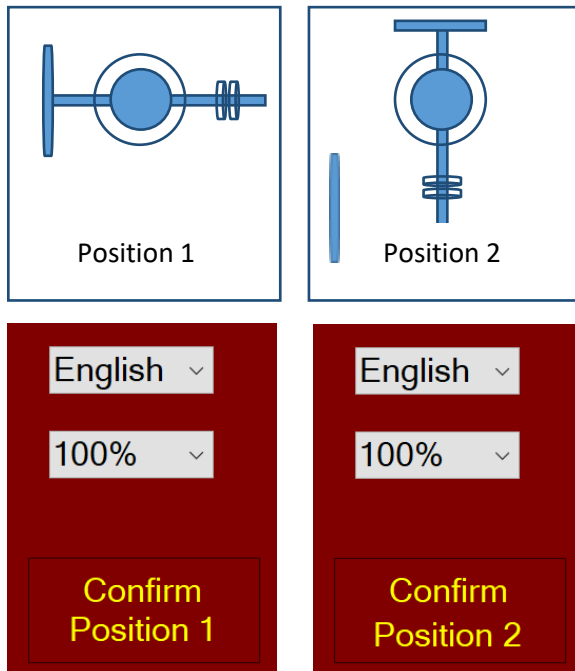 Position 1
Position 2
English
English
100%
100%
Confirm
Position 1
Confirm
Position 2